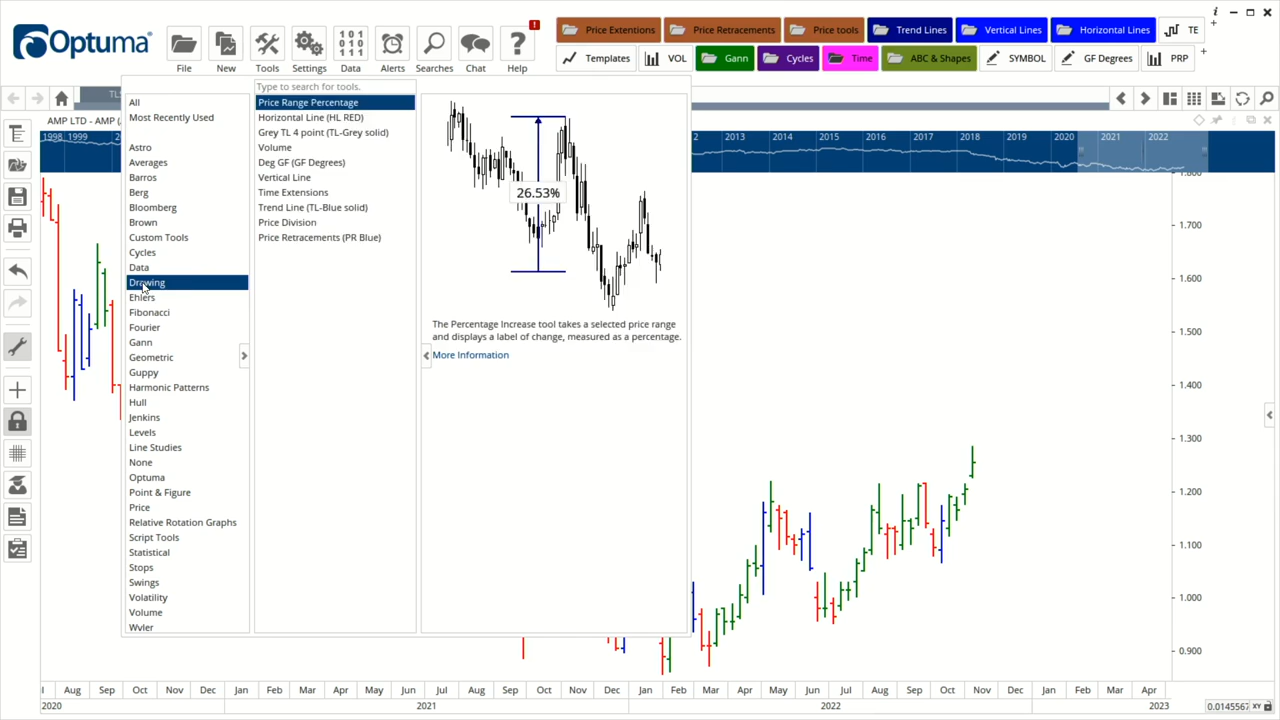 Optuma
File
New
Tools
Settings
Data
Alerts
Searches
Chat
Help
Price Extentions
Price Retracements
Price tools
Trend Lines
Vertical Lines
Horizontal Lines
TE
Templates
VOL
Gann
Cycles
Time
ABC & Shapes
SYMBOL
GF Degrees
PRP
AMP LTD - AMP (
1998
1999
2
2013
2014
2015
2016
2017
2018
2019
2020
2021
2022
Type to search for tools.
All
Most Recently Used
Astro
Averages
Barros
Berg
Bloomberg
Brown
Custom Tools
Cycles
Data
Drawing
Ehlers
Fibonacci
Fourier
Gann
Geometric
Guppy
Harmonic Patterns
Hull
Jenkins
Levels
Line Studies
None
Optuma
Point & Figure
Price
Relative Rotation Graphs
Script Tools
Statistical
Stops
Swings
Volatility
Volume
Price Range Percentage
Horizontal Line (HL RED)
Grey TL 4 point (TL-Grey solid)
Volume
Deg GF (GF Degrees)
Vertical Line
Time Extensions
Trend Line (TL-Blue solid)
Price Division
Price Retracements (PR Blue)
26.53%
The Percentage Increase tool takes a selected price range
and displays a label of change, measured as a percentage.
More Information
1.800
1.700
1.600
1.500
1.400
1.300
1.200
1.100
1.000
0.900
Aug Sep Oct Nov Dec Jan Feb Mar Apr May Jun Jul Aug Sep Oct Nov Dec Jan Feb Mar Apr May Jun Jul Aug Sep Oct Nov Dec Jan Feb Mar Apr
2020 2021 2022 2023
0.0145567 XY